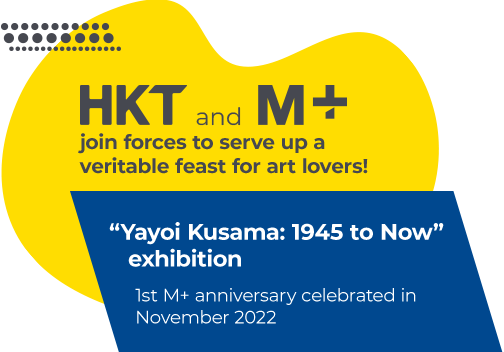 HKT and M+
join forces to serve up a
veritable feast for art lovers!
“Yayoi Kusama: 1945 to Now”
exhibition
1st M+ anniversary celebrated in
November 2022